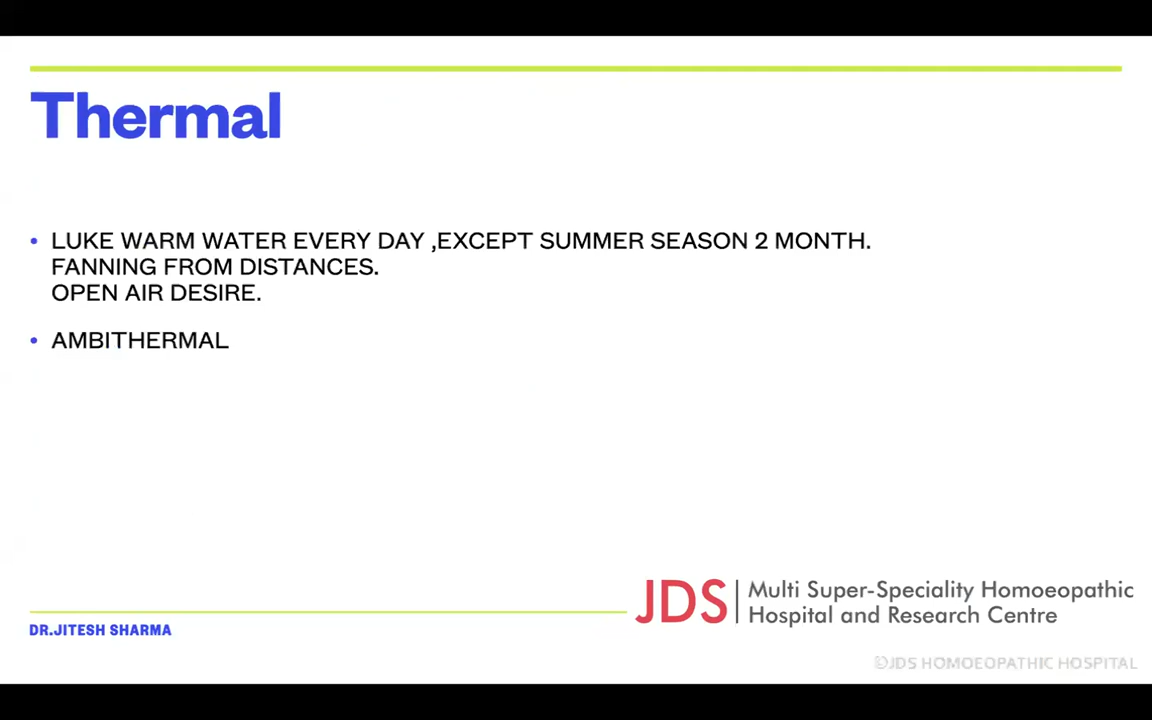 Thermal
• LUKE WARM WATER EVERY DAY ,EXCEPT SUMMER SEASON 2 MONTH.
FANNING FROM DISTANCES.
OPEN AIR DESIRE.
• AMBITHERMAL
JDS | Multi Super-Speciality Homoeopathic
Hospital and Research Centre
DR.JITESH SHARMA
©JDS HOMOEOPATHIC HOSPITAL